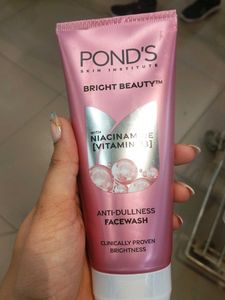 POND'S
SKIN INSTITUTE
BRIGHT BEAUTY™
WITH
NIACINAMIDE
[VITAMIN B3]
ANTI-DULLNESS
FACEWASH
CLINICALLY PROVEN
BRIGHTNESS